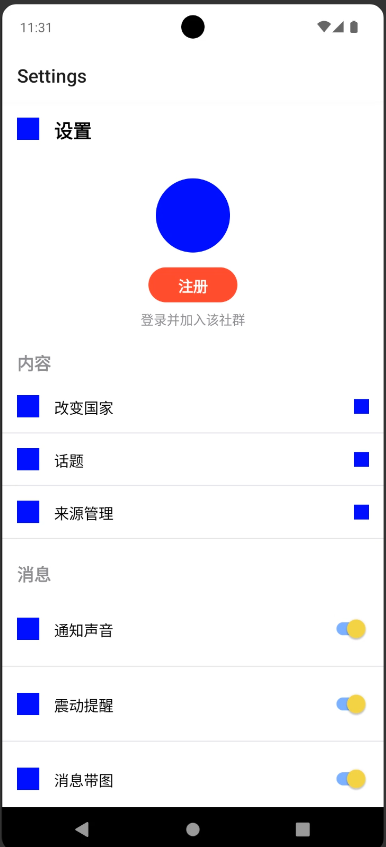 11:31
Settings
设置
注册
登录并加入该社群
内容
改变国家
话题
来源管理
消息
通知声音
震动提醒
消息带图